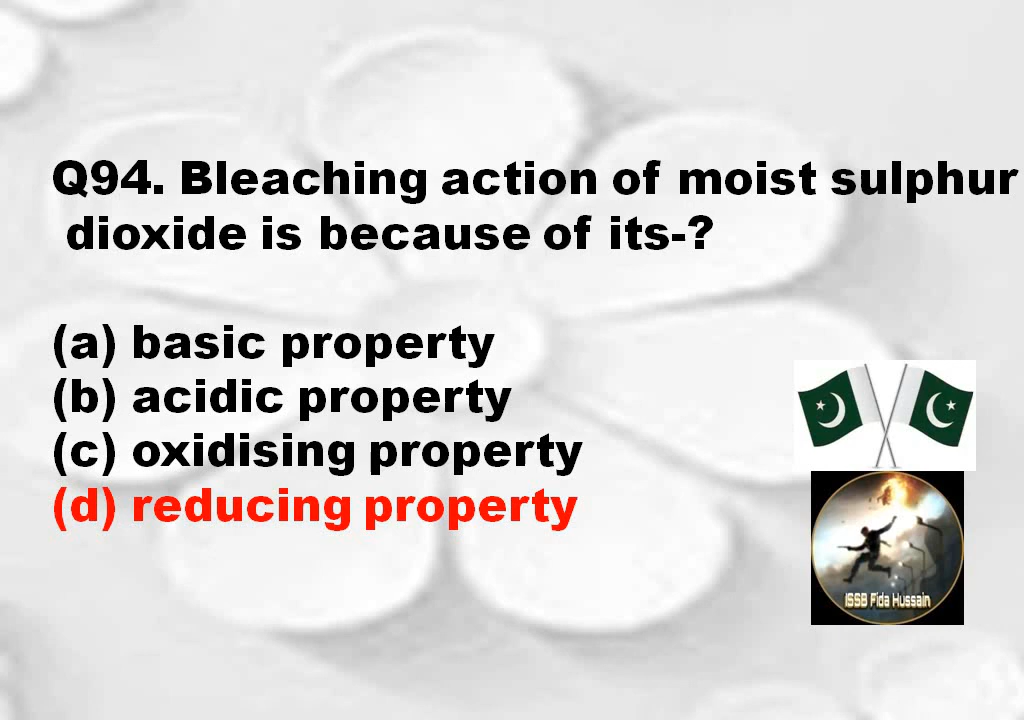 Q94. Bleaching action of moist sulphur
dioxide is because of its-?
(a) basic property
(b) acidic property
(c) oxidising property
(d) reducing property
ISSB Fida Hussain